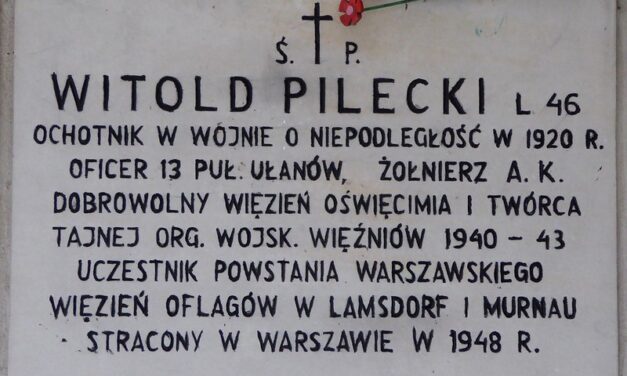 Ś. P.
WITOLD PILECKI L 46
OCHOTNIK W WOJNIE O NIEPODLEGŁOŚĆ W 1920 R.
OFICER 13 PUŁ. UŁANÓW, ŻOŁNIERZ A. K.
DOBROWOLNY WIĘZIEŃ OŚWIĘCIMIA I TWÓRCA
TAJNEJ ORG. WOJSK. WIĘŹNIÓW 1940 – 43
UCZESTNIK POWSTANIA WARSZAWSKIEGO
WIĘZIEŃ OFLAGÓW W LAMSDORF I MURNAU
STRACONY W WARSZAWIE W 1948 R.